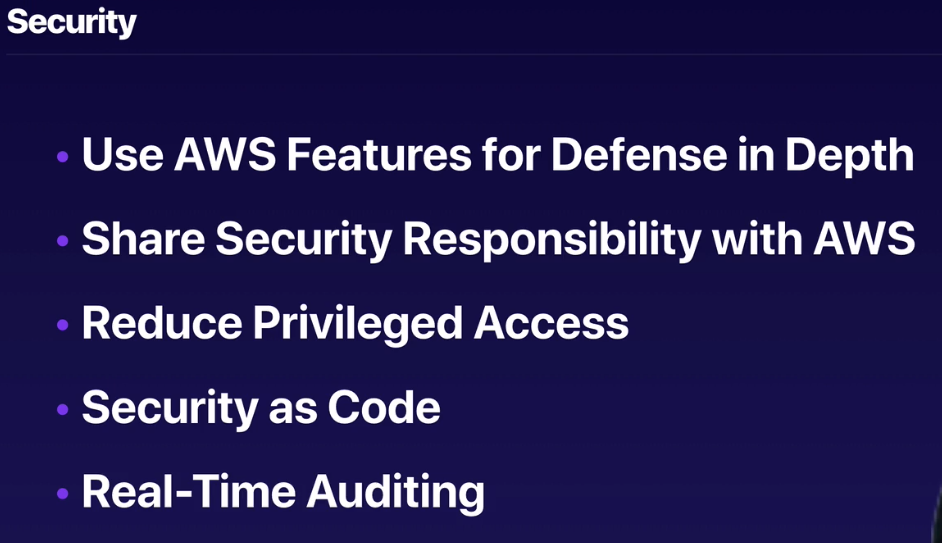 Security
• Use AWS Features for Defense in Depth
• Share Security Responsibility with AWS
• Reduce Privileged Access
• Security as Code
• Real-Time Auditing